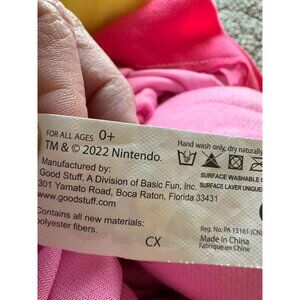 FOR ALL AGES 0+
TM & © 2022 Nintendo.
Manufactured by:
Good Stuff, A Division of Basic Fun, Inc.
301 Yamato Road, Boca Raton, Florida 33431
www.goodstuff.com
Contains all new materials:
polyester fibers.
CX
Hand wash only, dry naturally
SURFACE WASHABLE
SURFACE LAVER UNIQUE
Reg. No. PA 15161 (CN)
Made in China
Fabriqué en Chine